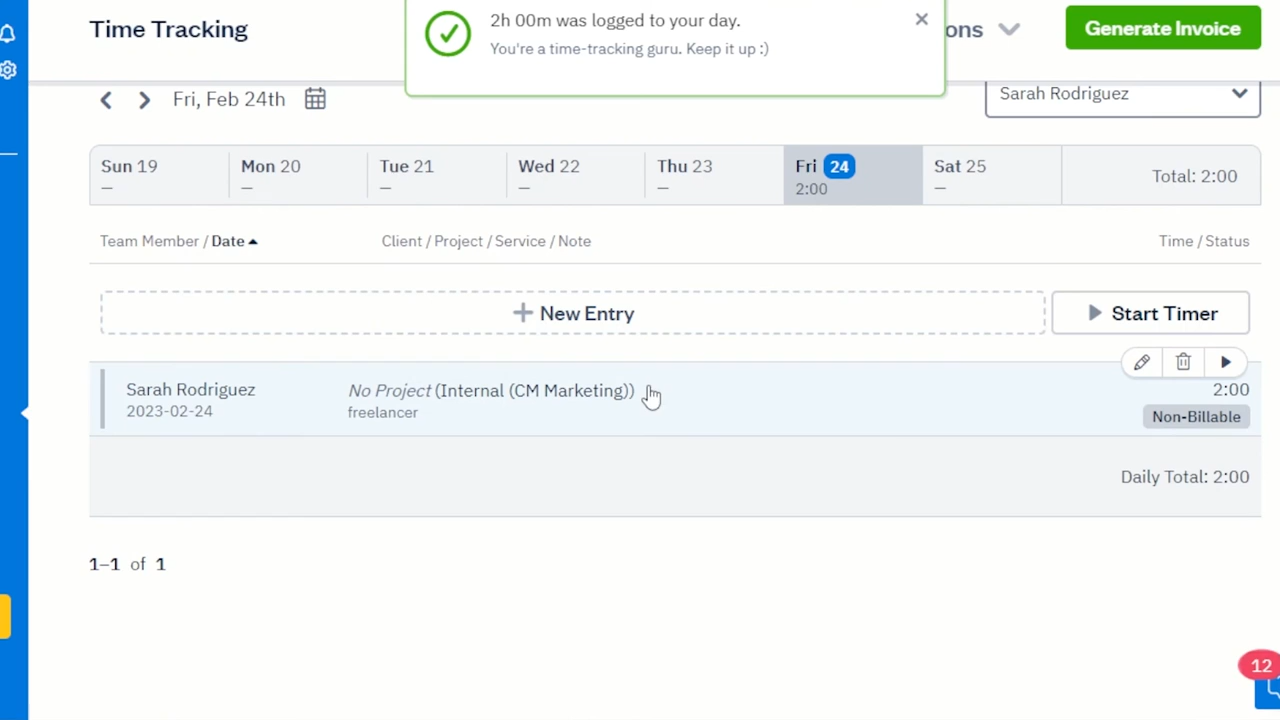 Time Tracking
2h 00m was logged to your day.
You're a time-tracking guru. Keep it up :)
ons
Generate Invoice
Fri, Feb 24th
Sarah Rodriguez
Sun 19
–
Mon 20
–
Tue 21
–
Wed 22
–
Thu 23
–
Fri 24
2:00
Sat 25
–
Total: 2:00
Team Member / Date
Client / Project / Service / Note
Time / Status
+ New Entry
Start Timer
Sarah Rodriguez
2023-02-24
No Project (Internal (CM Marketing))
freelancer
2:00
Non-Billable
Daily Total: 2:00
1–1 of 1
12